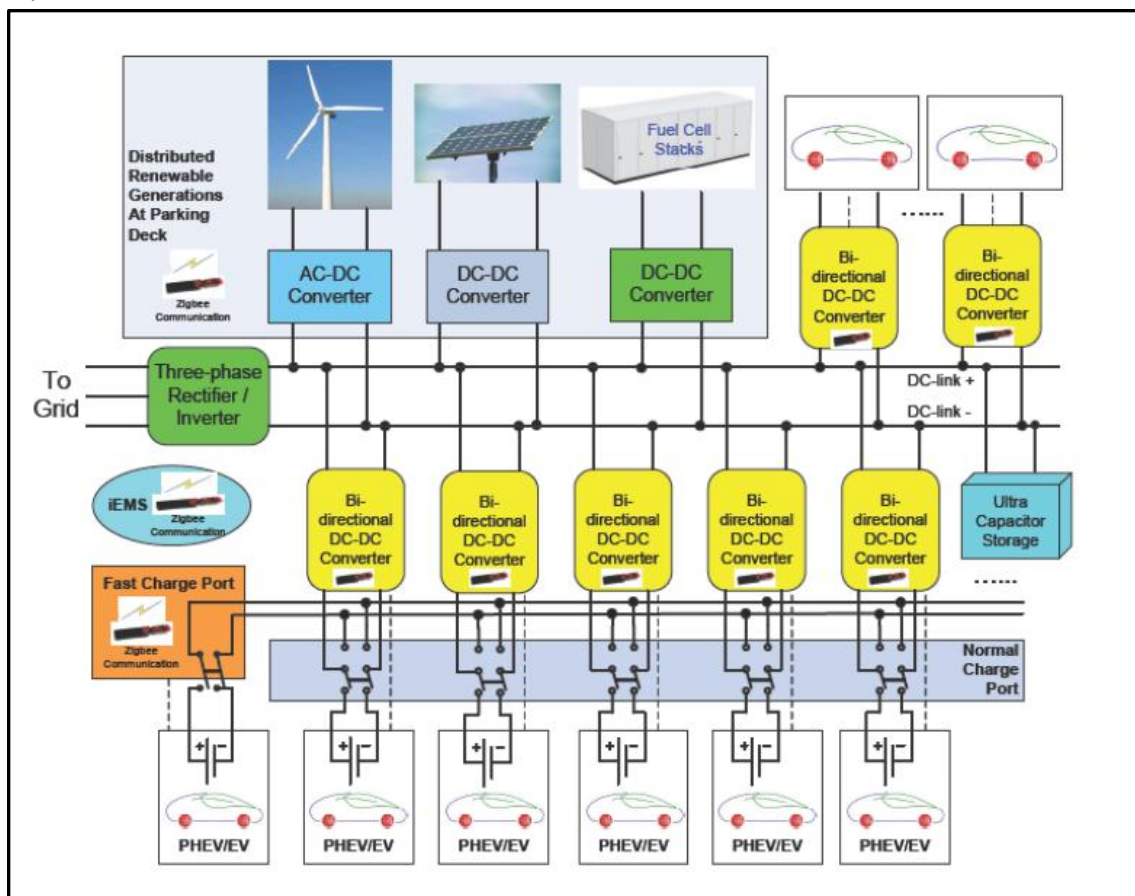 Distributed
Renewable
Generations
At Parking
Deck
Zigbee
Communication
Fuel Cell
Stacks
AC-DC
Converter
DC-DC
Converter
DC-DC
Converter
Bi-
directional
DC-DC
Converter
Bi-
directional
DC-DC
Converter
To
Grid
Three-phase
Rectifier /
Inverter
DC-link +
DC-link -
iEMS
Zigbee
Communication
Bi-
directional
DC-DC
Converter
Bi-
directional
DC-DC
Converter
Bi-
directional
DC-DC
Converter
Bi-
directional
DC-DC
Converter
Bi-
directional
DC-DC
Converter
Ultra
Capacitor
Storage
Fast Charge Port
Zigbee
Communication
Normal
Charge
Port
+ -
+ -
+ -
+ -
+ -
+ -
PHEV/EV
PHEV/EV
PHEV/EV
PHEV/EV
PHEV/EV
PHEV/EV